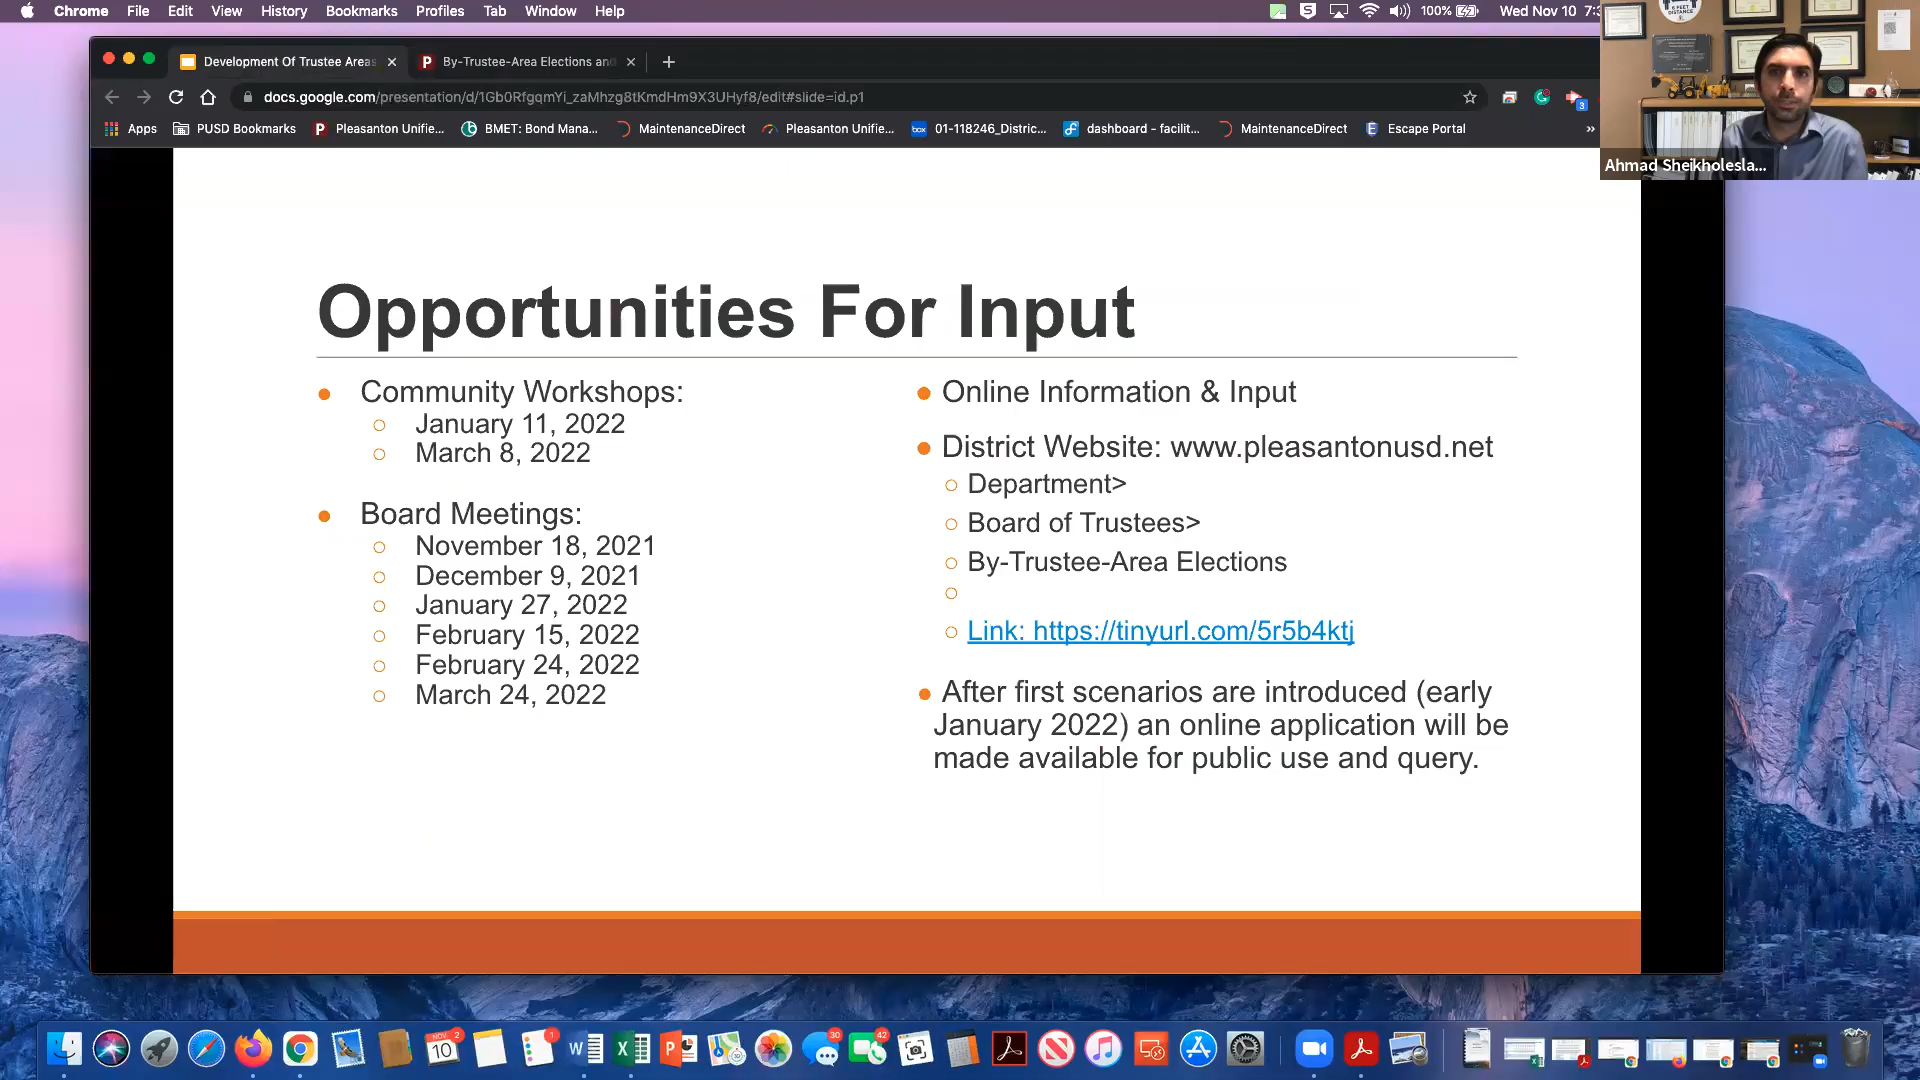 Chrome File Edit View History Bookmarks Profiles Tab Window Help 100% Wed Nov 10 7:3
Development Of Trustee Areas By-Trustee-Area Elections and
docs.google.com/presentation/d/1Gb0RfgqmYi_zaMhzg8tKmdHm9X3UHyf8/edit#slide=id.p1
Apps PUSD Bookmarks Pleasanton Unifie... BMET: Bond Mana... MaintenanceDirect Pleasanton Unifie... 01-118246_Distric... dashboard - facilit... MaintenanceDirect Escape Portal »
Ahmad Sheikholesla...
Opportunities For Input
Community Workshops:
January 11, 2022
March 8, 2022
Board Meetings:
November 18, 2021
December 9, 2021
January 27, 2022
February 15, 2022
February 24, 2022
March 24, 2022
Online Information & Input
District Website: www.pleasantonusd.net
Department>
Board of Trustees>
By-Trustee-Area Elections
Link: https://tinyurl.com/5r5b4ktj
After first scenarios are introduced (early
January 2022) an online application will be
made available for public use and query.